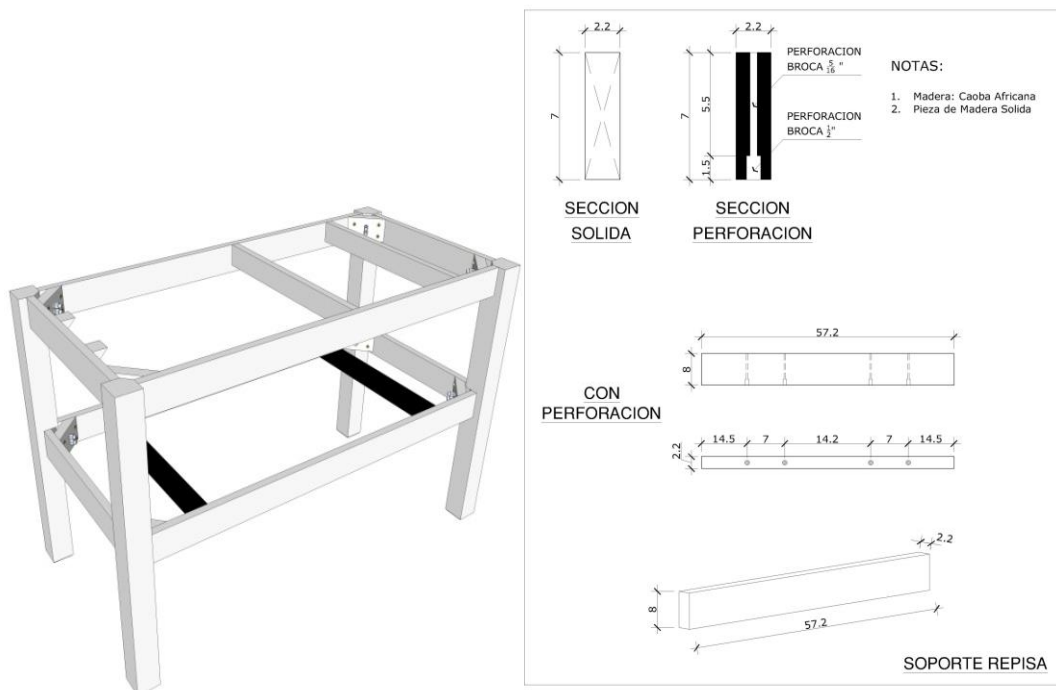 2.2
7
SECCION
SOLIDA
2.2
7
5.5
1.5
PERFORACION
BROCA 5/16 "
PERFORACION
BROCA 1/2"
SECCION
PERFORACION
NOTAS:
1. Madera: Caoba Africana
2. Pieza de Madera Solida
57.2
8
CON
PERFORACION
14.5 7 14.2 7 14.5
2.2
2.2
8
57.2
SOPORTE REPISA